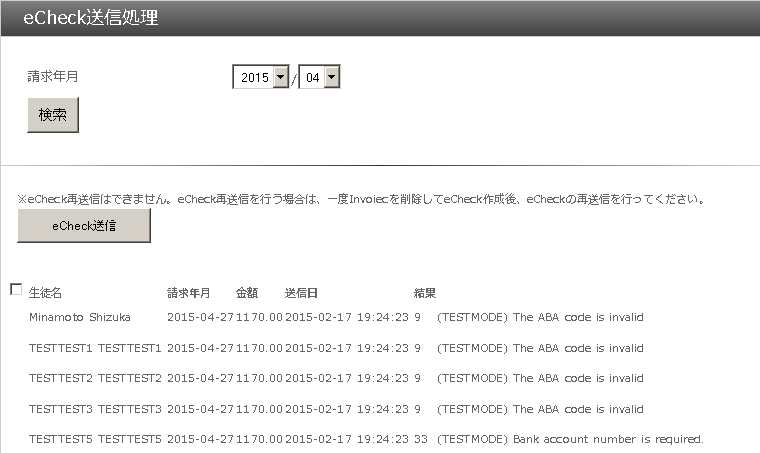 eCheck送信処理
請求年月 2015 / 04
検索
※eCheck再送信はできません。eCheck再送信を行う場合は、一度Invoiecを削除してeCheck作成後、eCheckの再送信を行ってください。
eCheck送信
生徒名 請求年月 金額 送信日 結果
Minamoto Shizuka 2015-04-27 1170.00 2015-02-17 19:24:23 9 (TESTMODE) The ABA code is invalid
TESTTEST1 TESTTEST1 2015-04-27 1170.00 2015-02-17 19:24:23 9 (TESTMODE) The ABA code is invalid
TESTTEST2 TESTTEST2 2015-04-27 1170.00 2015-02-17 19:24:23 9 (TESTMODE) The ABA code is invalid
TESTTEST3 TESTTEST3 2015-04-27 1170.00 2015-02-17 19:24:23 9 (TESTMODE) The ABA code is invalid
TESTTEST5 TESTTEST5 2015-04-27 1170.00 2015-02-17 19:24:23 33 (TESTMODE) Bank account number is required.